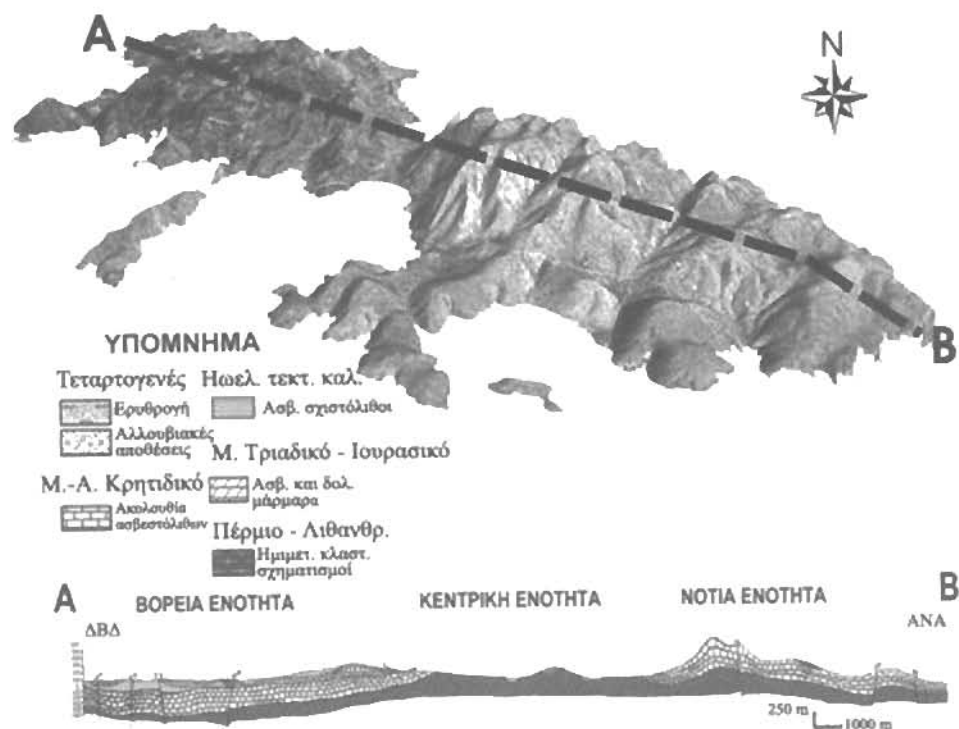 A
N
B
ΥΠΟΜΝΗΜΑ
Τεταρτογενές
Ερυθρογή
Αλλουβιακές
αποθέσεις
Μ.-Α. Κρητιδικό
Ακολουθία
ασβεστόλιθων
Ηωελ. τεκτ. καλ.
Ασβ. σχιστόλιθοι
Μ. Τριαδικό - Ιουρασικό
Ασβ. και δολ.
μάρμαρα
Πέρμιο - Λιθανθρ.
Ημιμετ. κλαστ.
σχηματισμοί
A
ΒΟΡΕΙΑ ΕΝΟΤΗΤΑ
ΚΕΝΤΡΙΚΗ ΕΝΟΤΗΤΑ
ΝΟΤΙΑ ΕΝΟΤΗΤΑ
B
ΔΒΔ
ΑΝΑ
250 m
1000 m